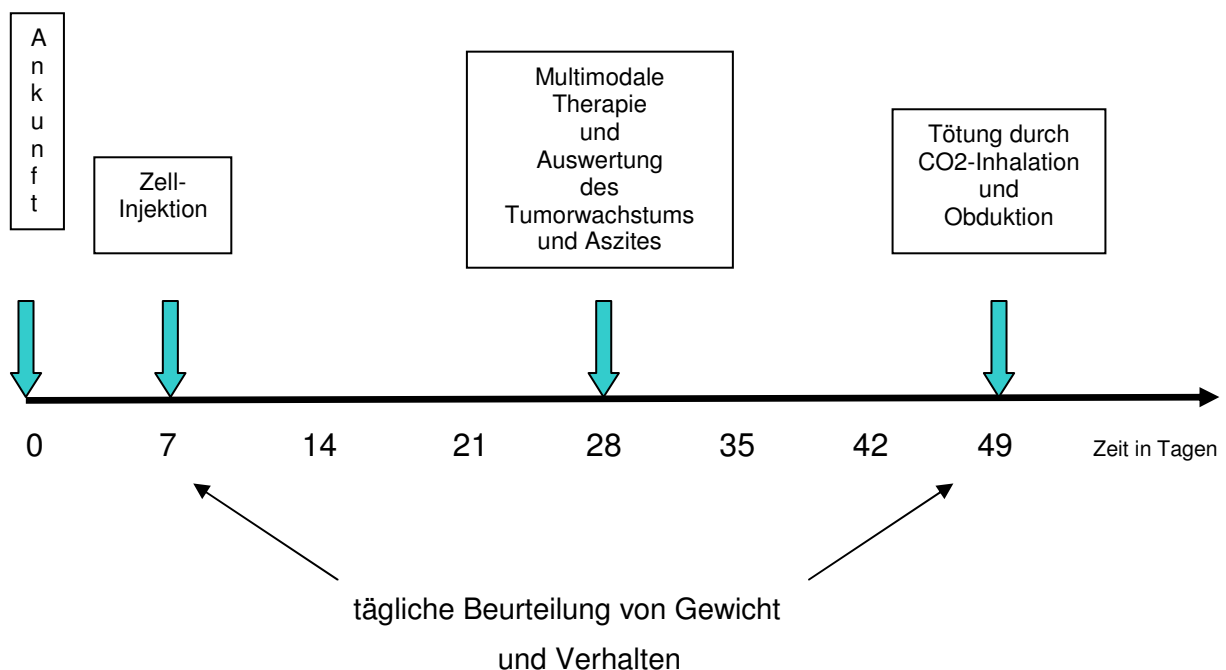 Ankunft
Zell-
Injektion
Multimodale
Therapie
und
Auswertung
des
Tumorwachstums
und Aszites
Tötung durch
CO2-Inhalation
und
Obduktion
0 7 14 21 28 35 42 49 Zeit in Tagen
tägliche Beurteilung von Gewicht
und Verhalten